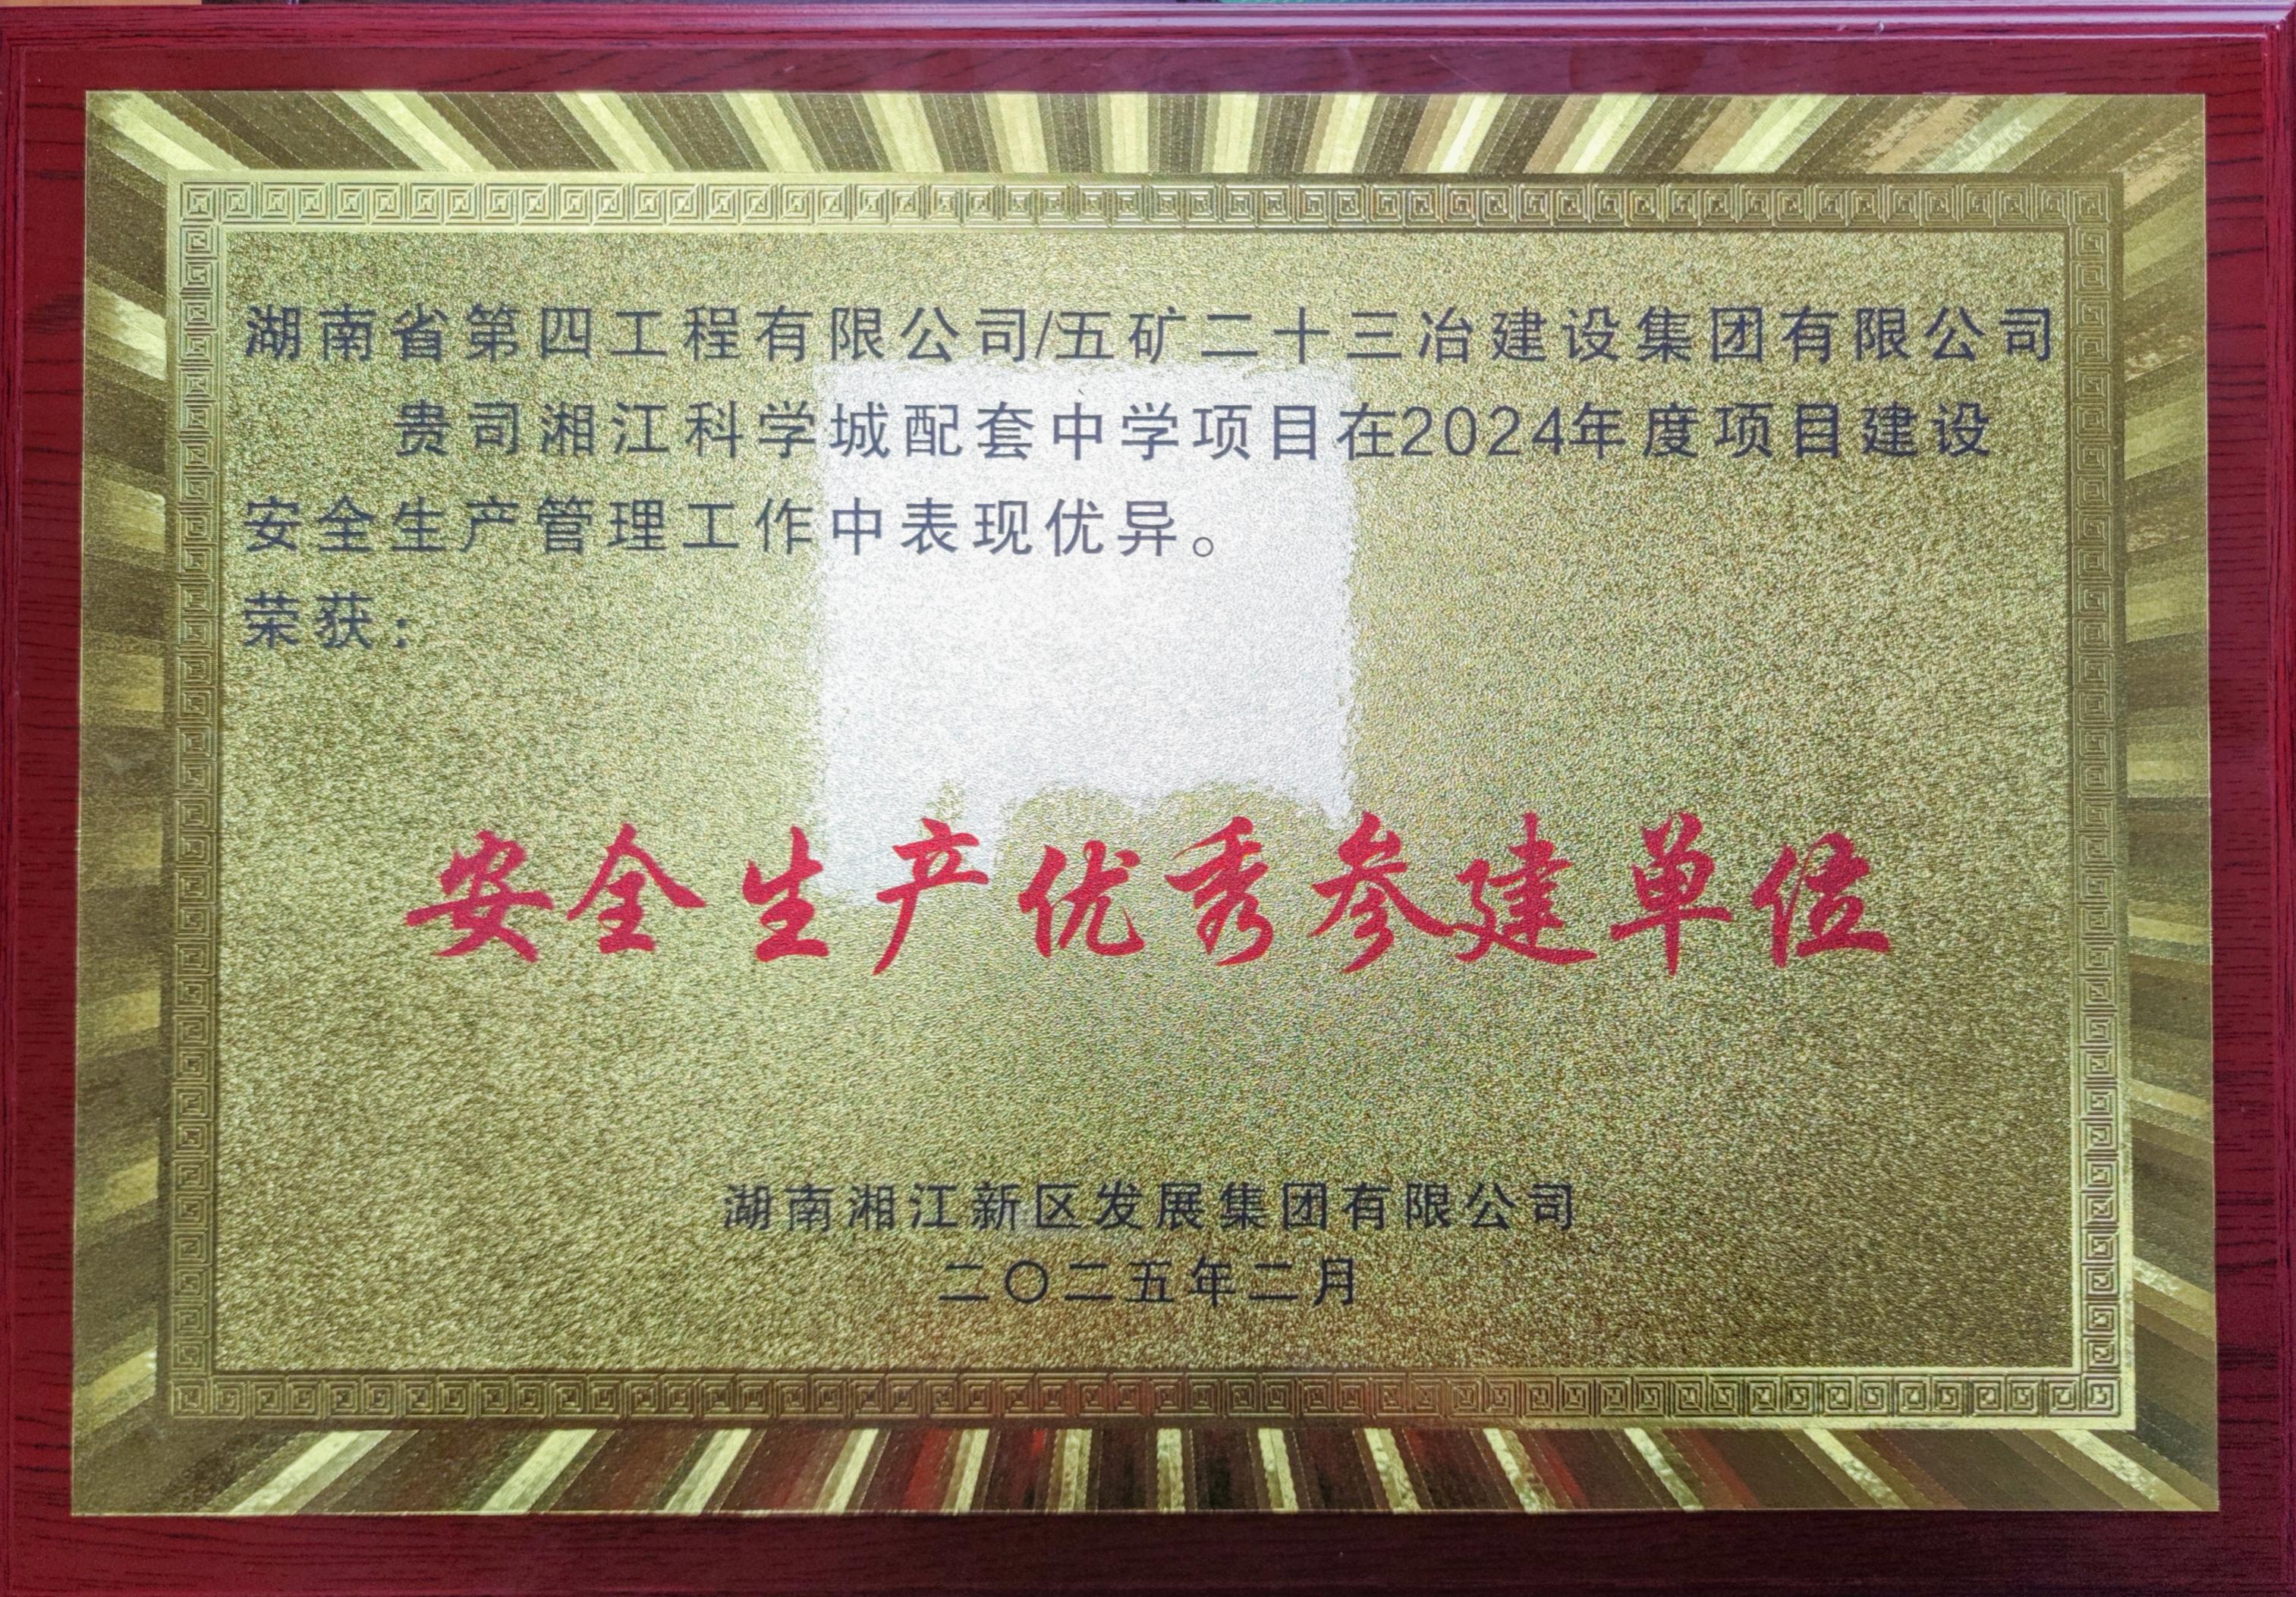 湖南省第四工程有限公司/五矿二十三冶建设集团有限公司
贵司湘江科学城配套中学项目在2024年度项目建设
安全生产管理工作中表现优异。
荣获：
安全生产优秀参建单位
湖南湘江新区发展集团有限公司
二〇二五年二月